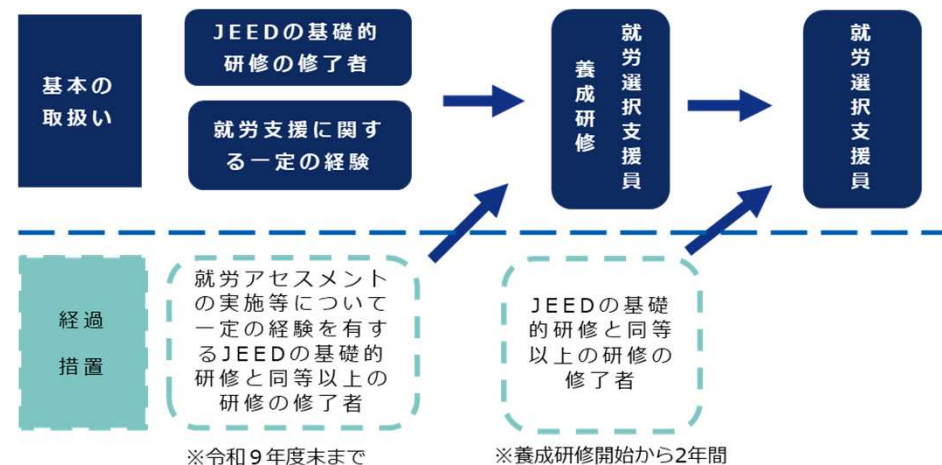 基本の
取扱い
JEEDの基礎的
研修の修了者
就労支援に関す
る一定の経験
就労選択支援員
養成研修
就労選択支援員
経過
措置
就労アセスメント
の実施等について
一定の経験を有す
るJEEDの基礎的
研修と同等以上の
研修の修了者
※令和9年度末まで
JEEDの基礎
的研修と同等
以上の研修の
修了者
※養成研修開始から2年間